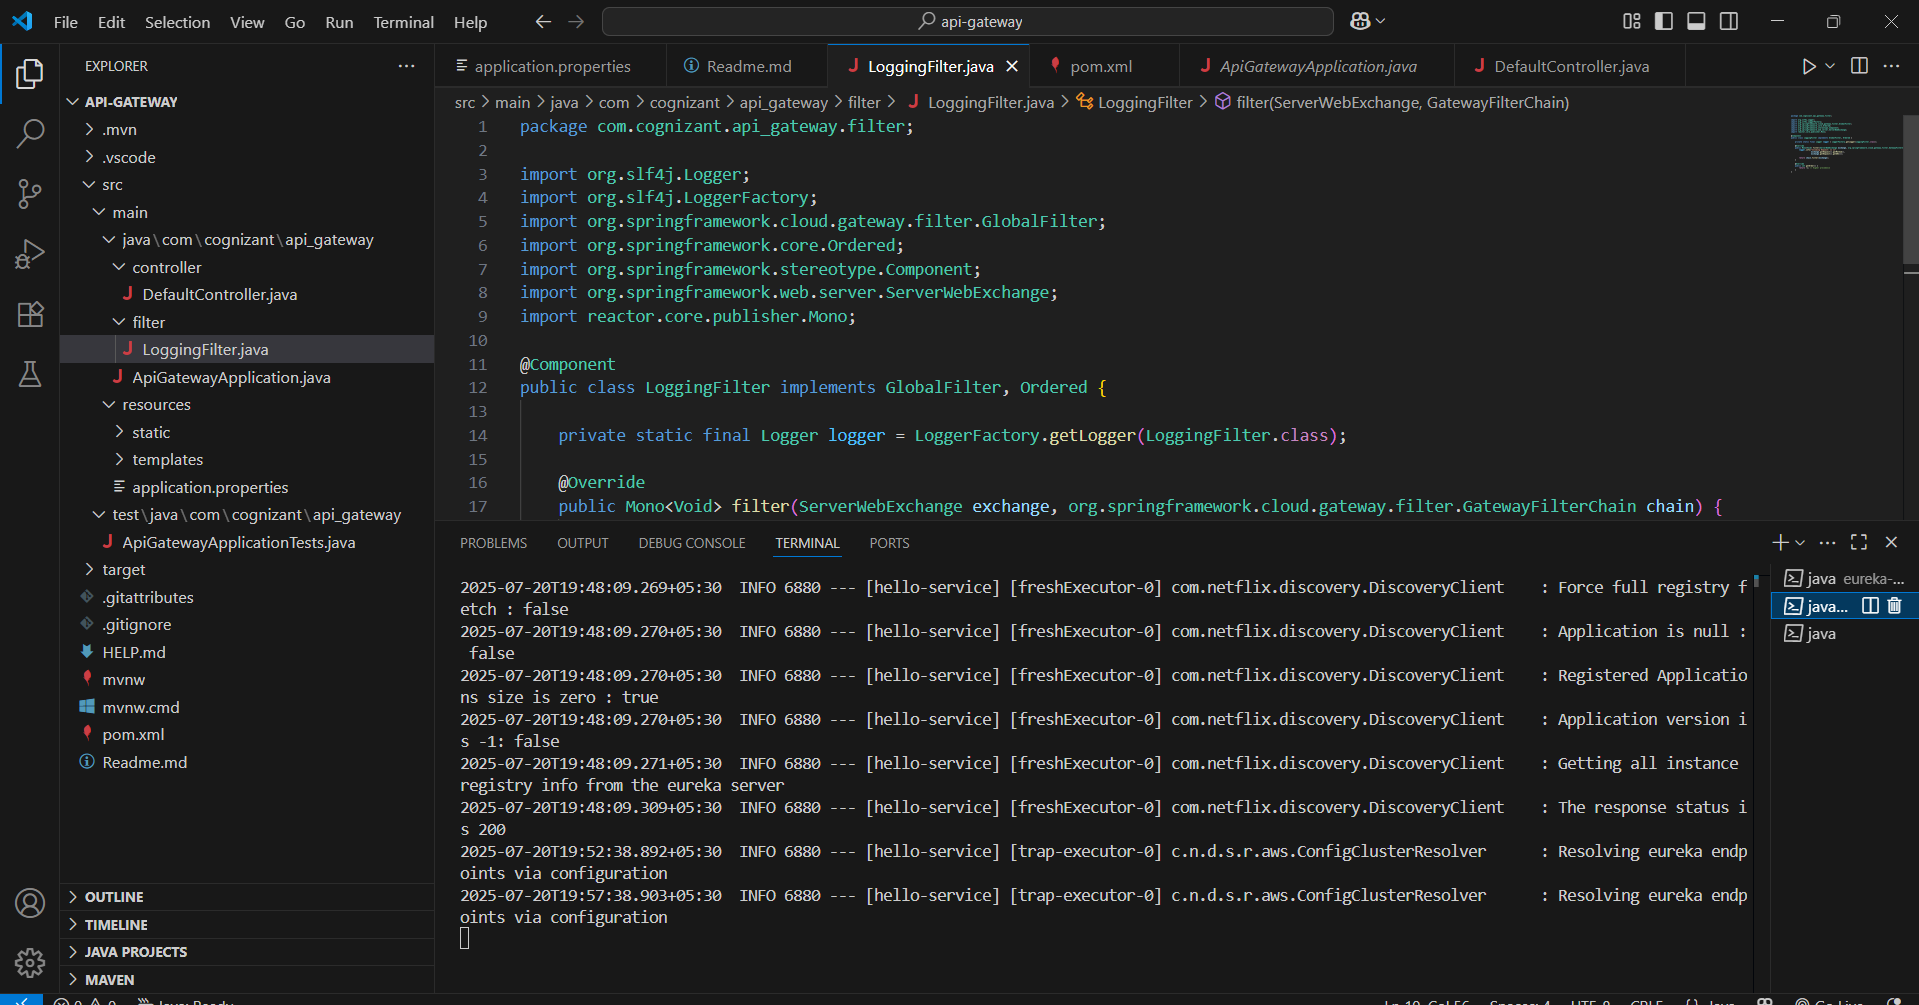 File Edit Selection View Go Run Terminal Help
api-gateway
EXPLORER
API-GATEWAY
.mvn
.vscode
src
main
java\com\cognizant\api_gateway
controller
DefaultController.java
filter
LoggingFilter.java
ApiGatewayApplication.java
resources
static
templates
application.properties
test\java\com\cognizant\api_gateway
ApiGatewayApplicationTests.java
target
.gitattributes
.gitignore
HELP.md
mvnw
mvnw.cmd
pom.xml
Readme.md
OUTLINE
TIMELINE
JAVA PROJECTS
MAVEN
application.properties Readme.md LoggingFilter.java pom.xml ApiGatewayApplication.java DefaultController.java
src > main > java > com > cognizant > api_gateway > filter > LoggingFilter.java > LoggingFilter > filter(ServerWebExchange, GatewayFilterChain)
1 package com.cognizant.api_gateway.filter;
2
3 import org.slf4j.Logger;
4 import org.slf4j.LoggerFactory;
5 import org.springframework.cloud.gateway.filter.GlobalFilter;
6 import org.springframework.core.Ordered;
7 import org.springframework.stereotype.Component;
8 import org.springframework.web.server.ServerWebExchange;
9 import reactor.core.publisher.Mono;
10
11 @Component
12 public class LoggingFilter implements GlobalFilter, Ordered {
13
14 private static final Logger logger = LoggerFactory.getLogger(LoggingFilter.class);
15
16 @Override
17 public Mono<Void> filter(ServerWebExchange exchange, org.springframework.cloud.gateway.filter.GatewayFilterChain chain) {
PROBLEMS OUTPUT DEBUG CONSOLE TERMINAL PORTS
2025-07-20T19:48:09.269+05:30 INFO 6880 --- [hello-service] [freshExecutor-0] com.netflix.discovery.DiscoveryClient : Force full registry f
etch : false
2025-07-20T19:48:09.270+05:30 INFO 6880 --- [hello-service] [freshExecutor-0] com.netflix.discovery.DiscoveryClient : Application is null :
false
2025-07-20T19:48:09.270+05:30 INFO 6880 --- [hello-service] [freshExecutor-0] com.netflix.discovery.DiscoveryClient : Registered Applicatio
ns size is zero : true
2025-07-20T19:48:09.270+05:30 INFO 6880 --- [hello-service] [freshExecutor-0] com.netflix.discovery.DiscoveryClient : Application version i
s -1: false
2025-07-20T19:48:09.271+05:30 INFO 6880 --- [hello-service] [freshExecutor-0] com.netflix.discovery.DiscoveryClient : Getting all instance
registry info from the eureka server
2025-07-20T19:48:09.309+05:30 INFO 6880 --- [hello-service] [freshExecutor-0] com.netflix.discovery.DiscoveryClient : The response status i
s 200
2025-07-20T19:52:38.892+05:30 INFO 6880 --- [hello-service] [trap-executor-0] c.n.d.s.r.aws.ConfigClusterResolver : Resolving eureka endp
oints via configuration
2025-07-20T19:57:38.903+05:30 INFO 6880 --- [hello-service] [trap-executor-0] c.n.d.s.r.aws.ConfigClusterResolver : Resolving eureka endp
oints via configuration
java eureka-...
java...
java